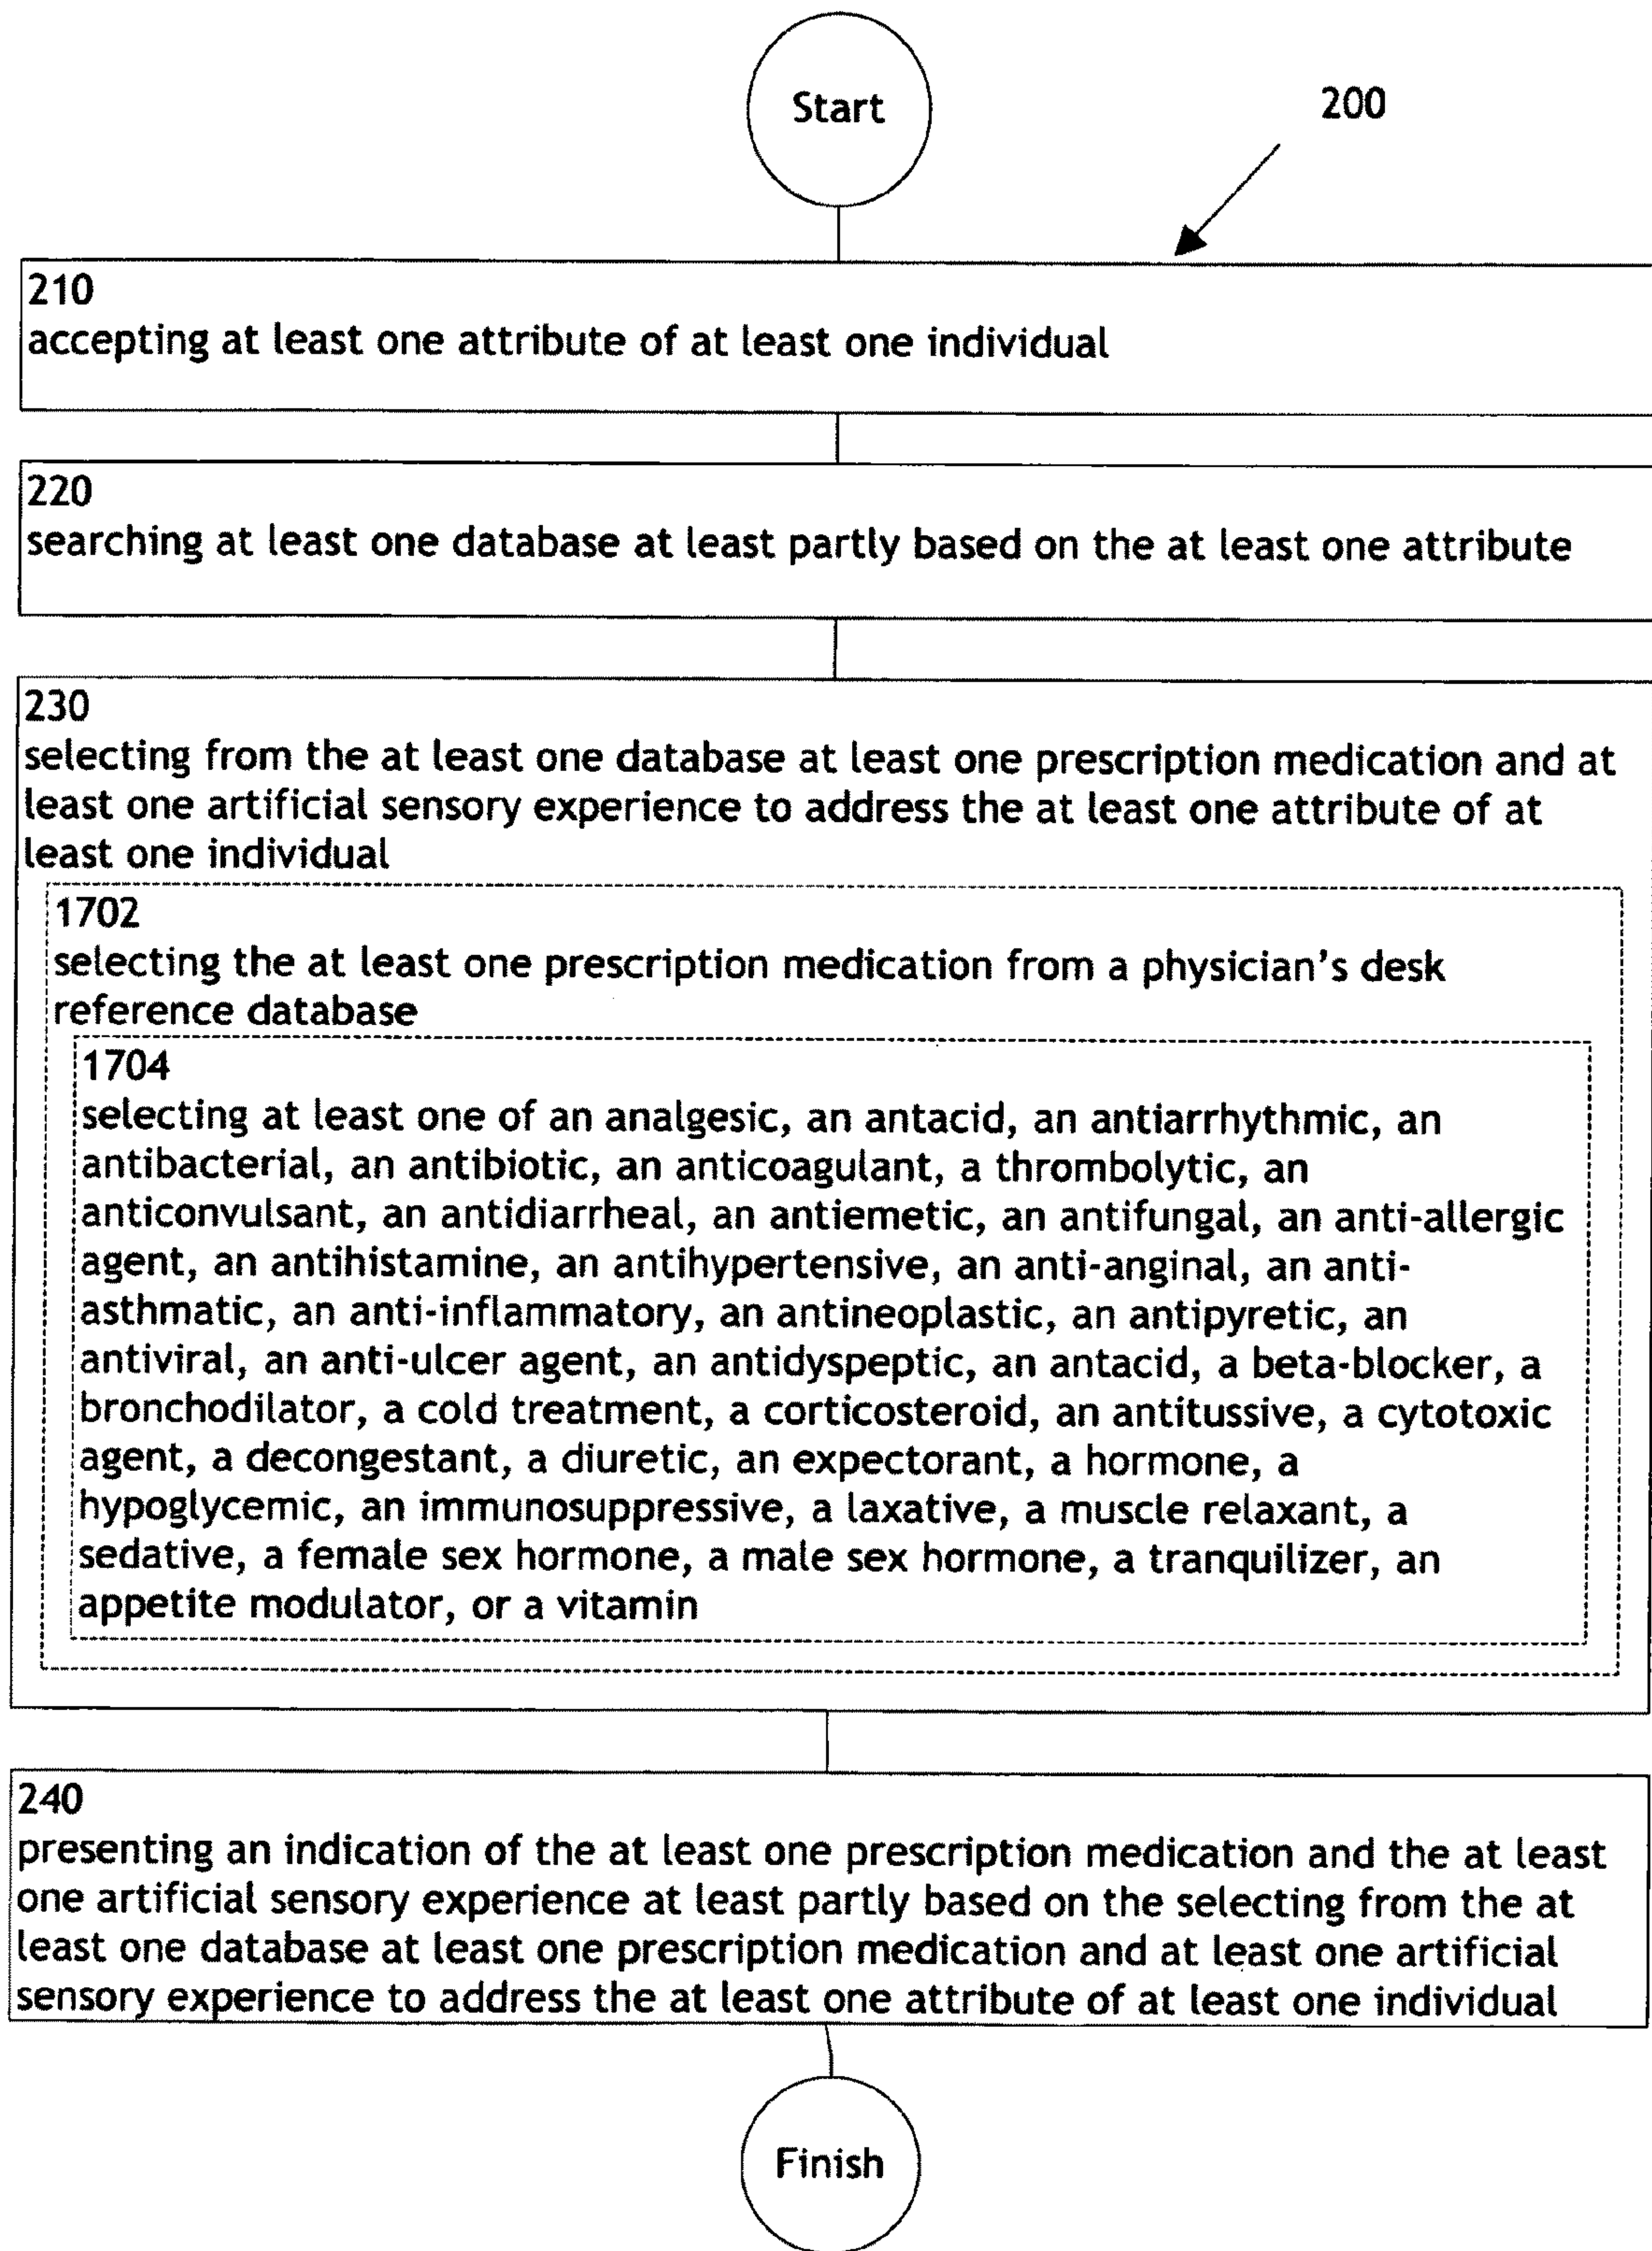 Start
200
210
accepting at least one attribute of at least one individual
220
searching at least one database at least partly based on the at least one attribute
230
selecting from the at least one database at least one prescription medication and at
least one artificial sensory experience to address the at least one attribute of at
least one individual
1702
selecting the at least one prescription medication from a physician's desk
reference database
1704
selecting at least one of an analgesic, an antacid, an antiarrhythmic, an
antibacterial, an antibiotic, an anticoagulant, a thrombolytic, an
anticonvulsant, an antidiarrheal, an antiemetic, an antifungal, an anti-allergic
agent, an antihistamine, an antihypertensive, an anti-anginal, an anti-
asthmatic, an anti-inflammatory, an antineoplastic, an antipyretic, an
antiviral, an anti-ulcer agent, an antidyspeptic, an antacid, a beta-blocker, a
bronchodilator, a cold treatment, a corticosteroid, an antitussive, a cytotoxic
agent, a decongestant, a diuretic, an expectorant, a hormone, a
hypoglycemic, an immunosuppressive, a laxative, a muscle relaxant, a
sedative, a female sex hormone, a male sex hormone, a tranquilizer, an
appetite modulator, or a vitamin
240
presenting an indication of the at least one prescription medication and the at least
one artificial sensory experience at least partly based on the selecting from the at
least one database at least one prescription medication and at least one artificial
sensory experience to address the at least one attribute of at least one individual
Finish